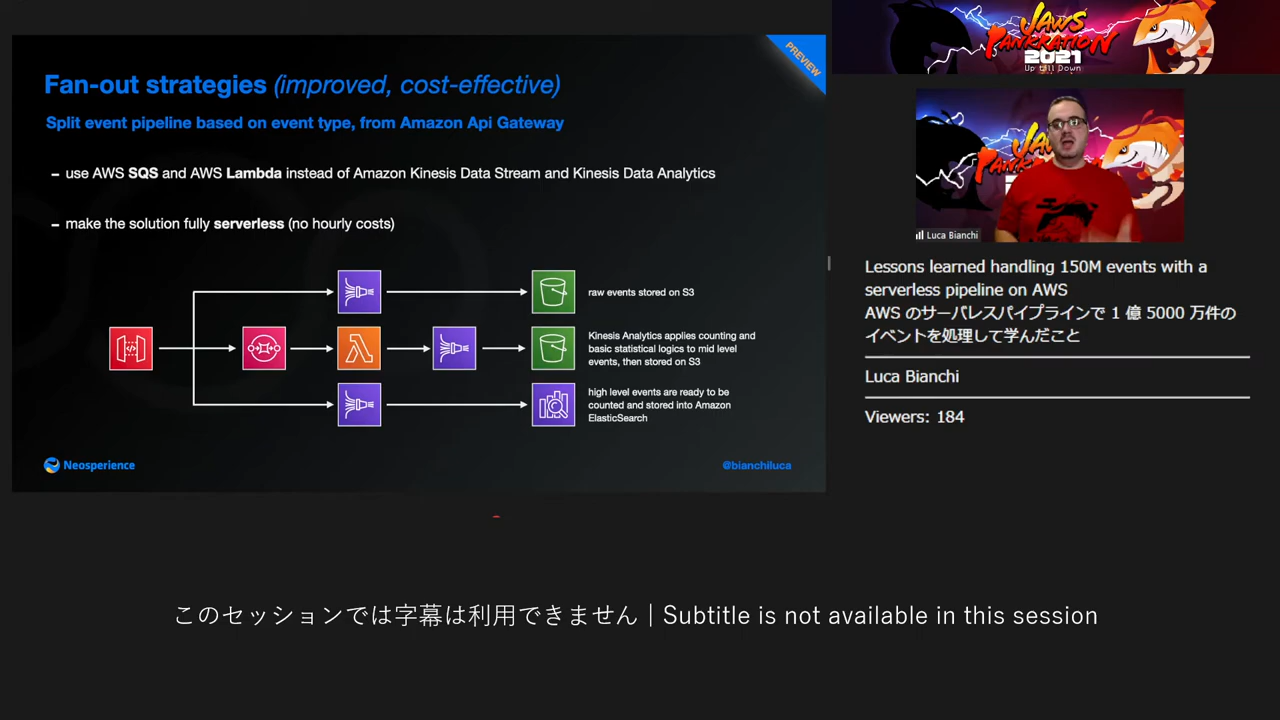 PREVIEW
Fan-out strategies (improved, cost-effective)
Split event pipeline based on event type, from Amazon Api Gateway
– use AWS SQS and AWS Lambda instead of Amazon Kinesis Data Stream and Kinesis Data Analytics
– make the solution fully serverless (no hourly costs)
raw events stored on S3
Kinesis Analytics applies counting and
basic statistical logics to mid level
events, then stored on S3
high level events are ready to be
counted and stored into Amazon
ElasticSearch
Neosperience
@bianchiluca
JAWS
PANKRATION
2021
Up till Down
JAWS
Luca Bianchi
Lessons learned handling 150M events with a
serverless pipeline on AWS
AWS のサーバレスパイプラインで 1 億 5000 万件の
イベントを処理して学んだこと
Luca Bianchi
Viewers: 184
このセッションでは字幕は利用できません | Subtitle is not available in this session